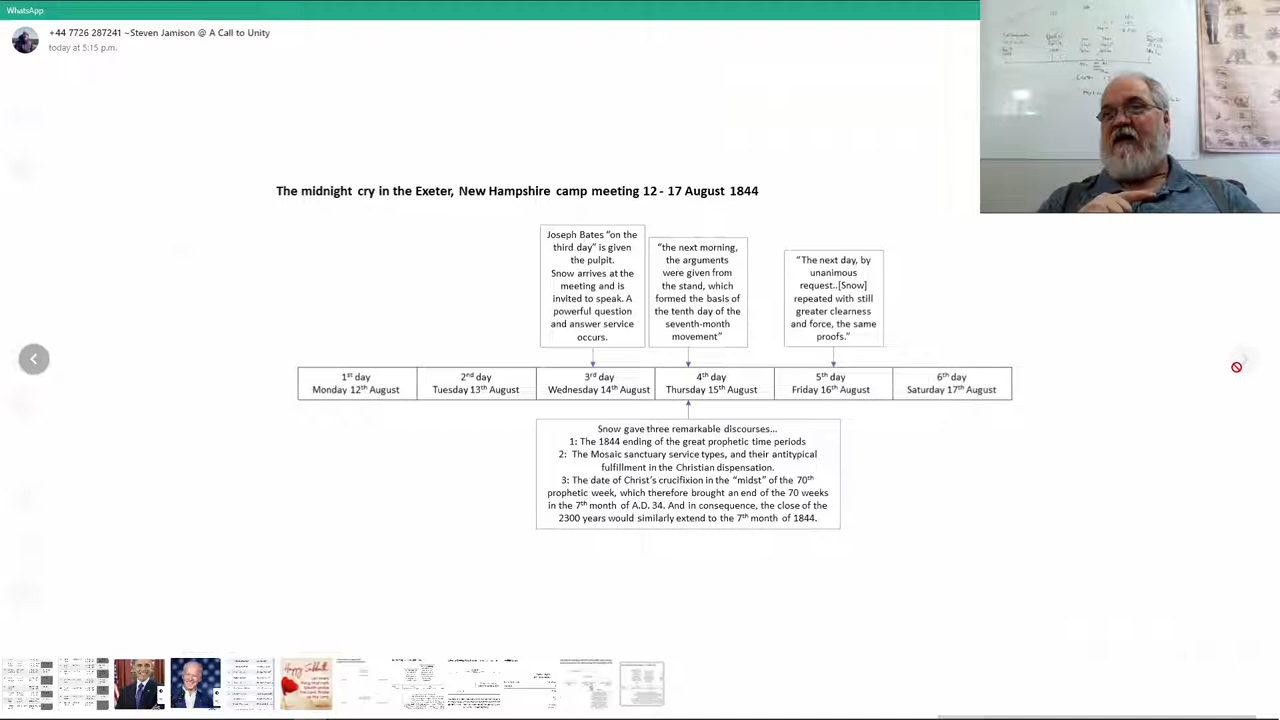 WhatsApp
+44 7726 287241 ~Steven Jamison @ A Call to Unity
today at 5:15 p.m.
The midnight cry in the Exeter, New Hampshire camp meeting 12 - 17 August 1844
Joseph Bates “on the
third day” is given
the pulpit.
Snow arrives at the
meeting and is
invited to speak. A
powerful question
and answer service
occurs.
“the next morning,
the arguments
were given from
the stand, which
formed the basis of
the tenth day of the
seventh-month
movement”
“The next day, by
unanimous
request..[Snow]
repeated with still
greater clearness
and force, the same
proofs.”
1st day
Monday 12th August
2nd day
Tuesday 13th August
3rd day
Wednesday 14th August
4th day
Thursday 15th August
5th day
Friday 16th August
6th day
Saturday 17th August
Snow gave three remarkable discourses...
1: The 1844 ending of the great prophetic time periods
2: The Mosaic sanctuary service types, and their antitypical
fulfillment in the Christian dispensation.
3: The date of Christ’s crucifixion in the “midst” of the 70th
prophetic week, which therefore brought an end of the 70 weeks
in the 7th month of A.D. 34. And in consequence, the close of the
2300 years would similarly extend to the 7th month of 1844.
Happy Sabbath